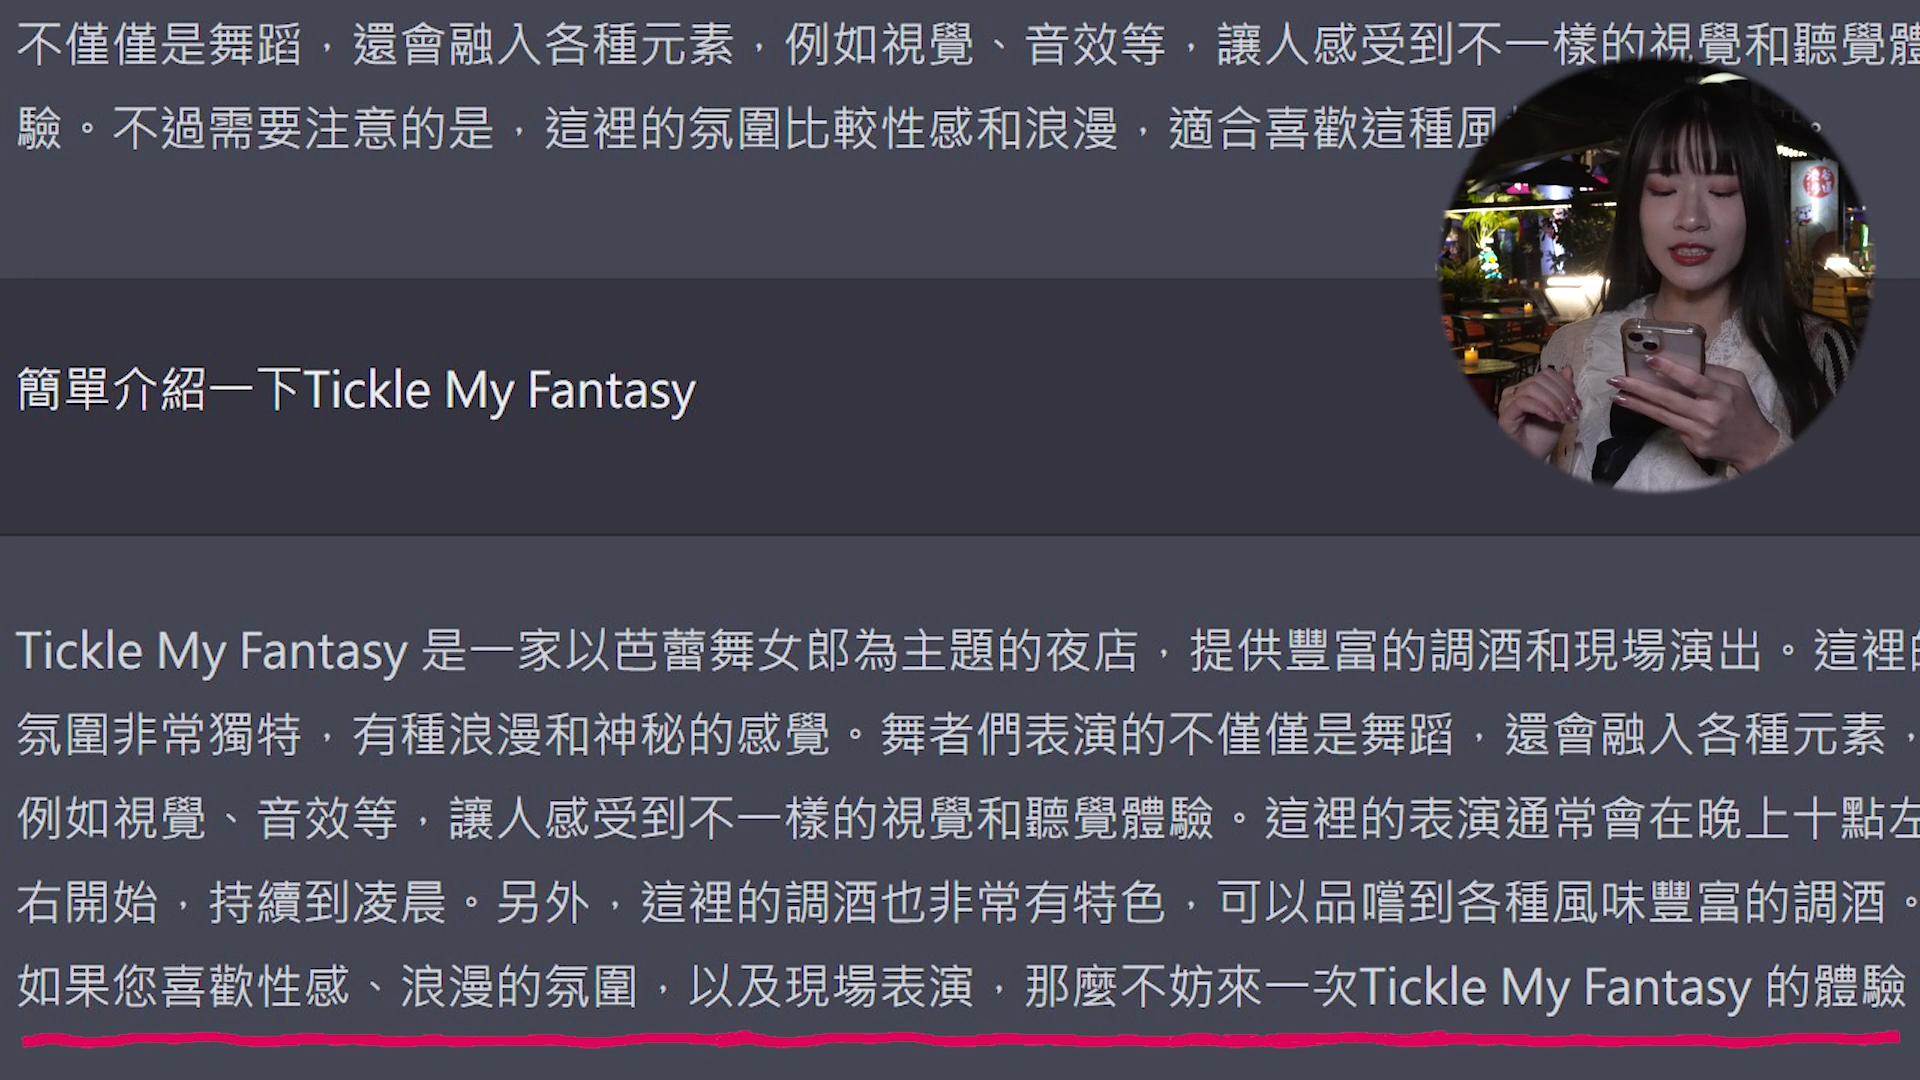 不僅僅是舞蹈，還會融入各種元素，例如視覺、音效等，讓人感受到不一樣的視覺和聽覺體
驗。不過需要注意的是，這裡的氛圍比較性感和浪漫，適合喜歡這種風
簡單介紹一下Tickle My Fantasy
Tickle My Fantasy 是一家以芭蕾舞女郎為主題的夜店，提供豐富的調酒和現場演出。這裡的
氛圍非常獨特，有種浪漫和神秘的感覺。舞者們表演的不僅僅是舞蹈，還會融入各種元素，
例如視覺、音效等，讓人感受到不一樣的視覺和聽覺體驗。這裡的表演通常會在晚上十點左
右開始，持續到凌晨。另外，這裡的調酒也非常有特色，可以品嚐到各種風味豐富的調酒。
如果您喜歡性感、浪漫的氛圍，以及現場表演，那麼不妨來一次Tickle My Fantasy 的體驗